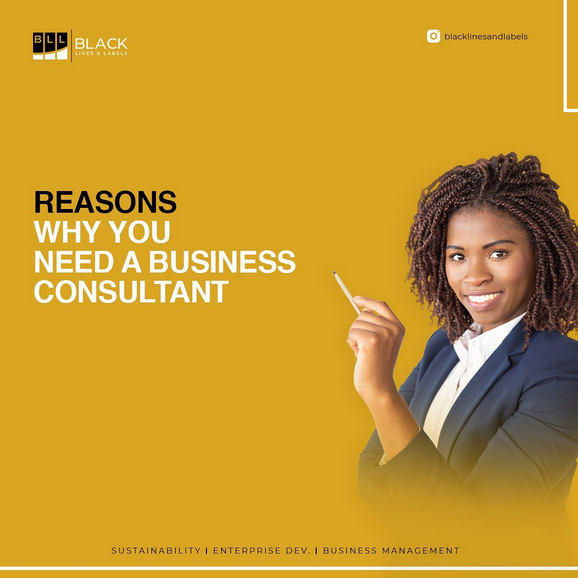 BLL BLACK
LINES & LABELS
blacklinesandlabels
REASONS
WHY YOU
NEED A BUSINESS
CONSULTANT
SUSTAINABILITY | ENTERPRISE DEV. | BUSINESS MANAGEMENT